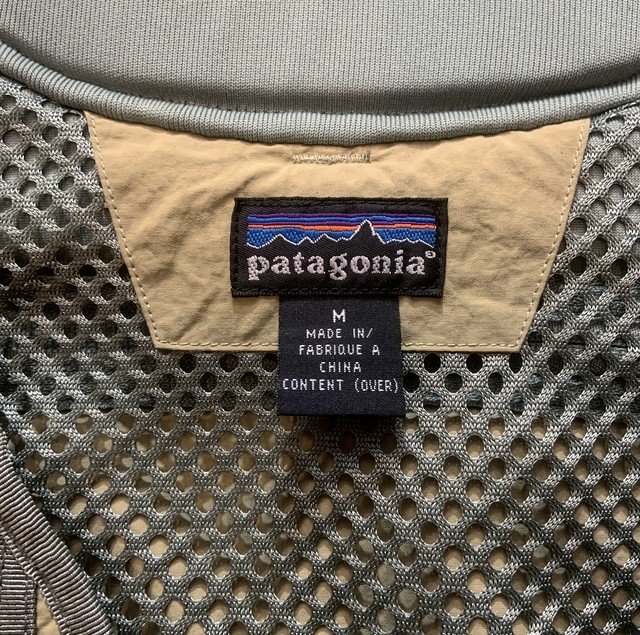 patagonia®
M
MADE IN/
FABRIQUE A
CHINA
CONTENT (OVER)